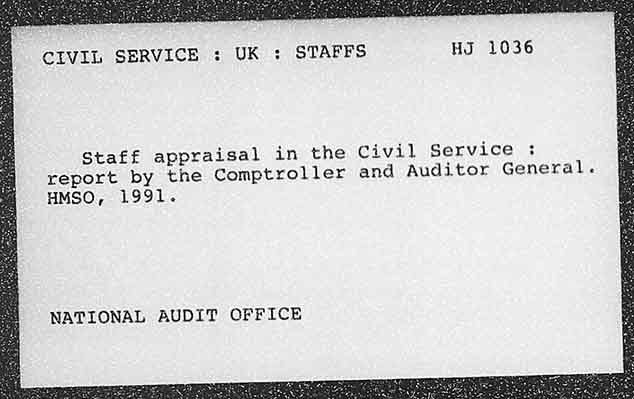 CIVIL SERVICE : UK : STAFFS HJ 1036
Staff appraisal in the Civil Service :
report by the Comptroller and Auditor General.
HMSO, 1991.
NATIONAL AUDIT OFFICE